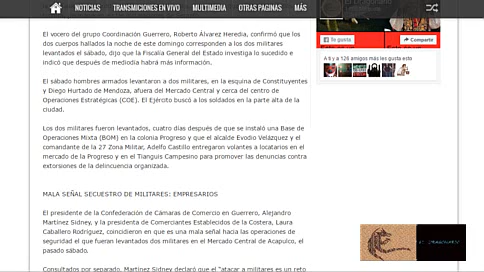 NOTICIAS TRANSMICIONES EN VIVO MULTIMEDIA OTRAS PAGINAS MÁS
El vocero del grupo Coordinación Guerrero, Roberto Álvarez Heredia, confirmó que los
dos cuerpos hallados la noche de este domingo corresponden a los dos militares
levantados el sábado, dijo que la Fiscalía General del Estado investiga lo sucedido e
indicó que después de mediodía habrá más información.
El sábado hombres armados levantaron a dos militares, en la esquina de Constituyentes
y Diego Hurtado de Mendoza, afuera del Mercado Central y cerca del centro de
Operaciones Estratégicas (COE). El Ejército buscó a los soldados en la parte alta de la
ciudad.
Los dos militares fueron levantados, cuatro días después de que se instaló una Base de
Operaciones Mixta (BOM) en la colonia Progreso y que el alcalde Evodio Velázquez y el
comandante de la 27 Zona Militar, Adelfo Castillo entregaron volantes a locatarios en el
mercado de la Progreso y en el Tianguis Campesino para promover las denuncias contra
extorsiones de la delincuencia organizada.
MALA SEÑAL SECUESTRO DE MILITARES: EMPRESARIOS
El presidente de la Confederación de Cámaras de Comercio en Guerrero, Alejandro
Martínez Sidney, y la presidenta de Comerciantes Establecidos de la Costera, Laura
Caballero Rodríguez, coincidieron en que es una mala señal hacia las operaciones de
seguridad el que fueran levantados dos militares en el Mercado Central de Acapulco, el
pasado sábado.
Consultados por separado, Martínez Sidney declaró que el "atacar a militares es un reto
Te gusta
Compartir
A ti y a 126 amigos más les gusta esto